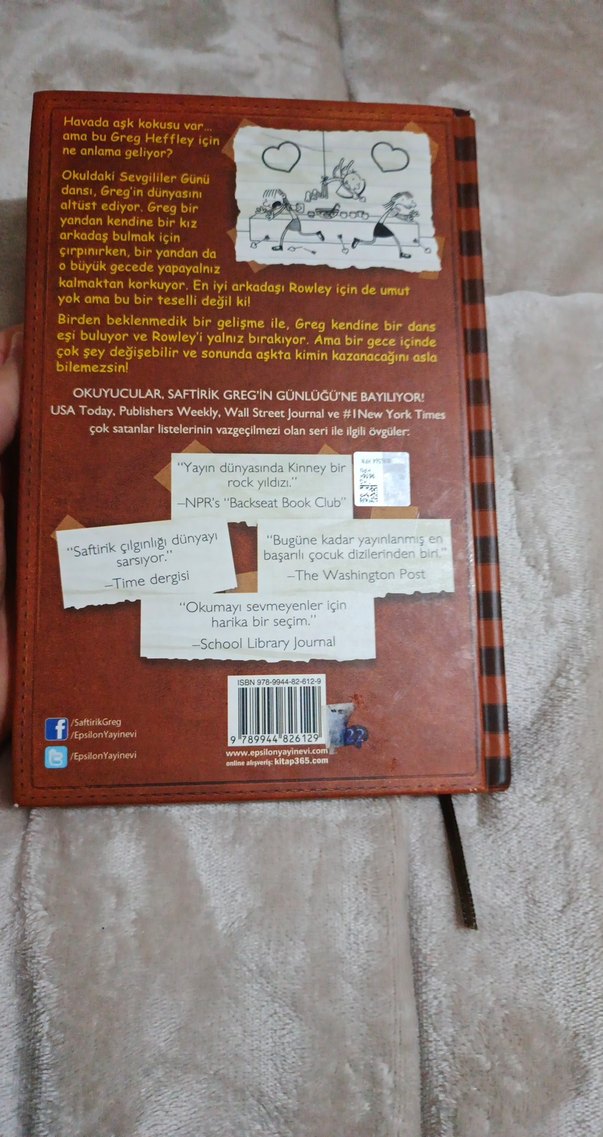 Havada aşk kokusu var...
ama bu Greg Heffley için
ne anlama geliyor?
Okuldaki Sevgililer Günü
dansı, Greg'in dünyasını
altüst ediyor. Greg bir
yandan kendine bir kız
arkadaş bulmak için
çırpınırken, bir yandan da
o büyük gecede yapayalnız
kalmaktan korkuyor. En iyi arkadaşı Rowley için de umut
yok ama bu bir teselli değil ki!
Birden beklenmedik bir gelişme ile, Greg kendine bir dans
eşi buluyor ve Rowley'i yalnız bırakıyor. Ama bir gece içinde
çok şey değişebilir ve sonunda aşkta kimin kazanacağını asla
bilemezsin!
OKUYUCULAR, SAFTİRİK GREG'İN GÜNLÜĞÜ'NE BAYILIYOR!
USA Today, Publishers Weekly, Wall Street Journal ve #1New York Times
çok satanlar listelerinin vazgeçilmezi olan seri ile ilgili övgüler:
"Yayın dünyasında Kinney bir
rock yıldızı."
–NPR's "Backseat Book Club"
"Saftirik çılgınlığı dünyayı
sarsıyor."
–Time dergisi
"Bugüne kadar yayınlanmış en
başarılı çocuk dizilerinden biri."
–The Washington Post
"Okumayı sevmeyenler için
harika bir seçim."
–School Library Journal
ISBN 978-9944-82-612-9
9 789944 826129
22
www.epsilonyayinevi.com
online alışveriş: kitap365.com
/SaftirikGreg
/EpsilonYayinevi
/EpsilonYayinevi